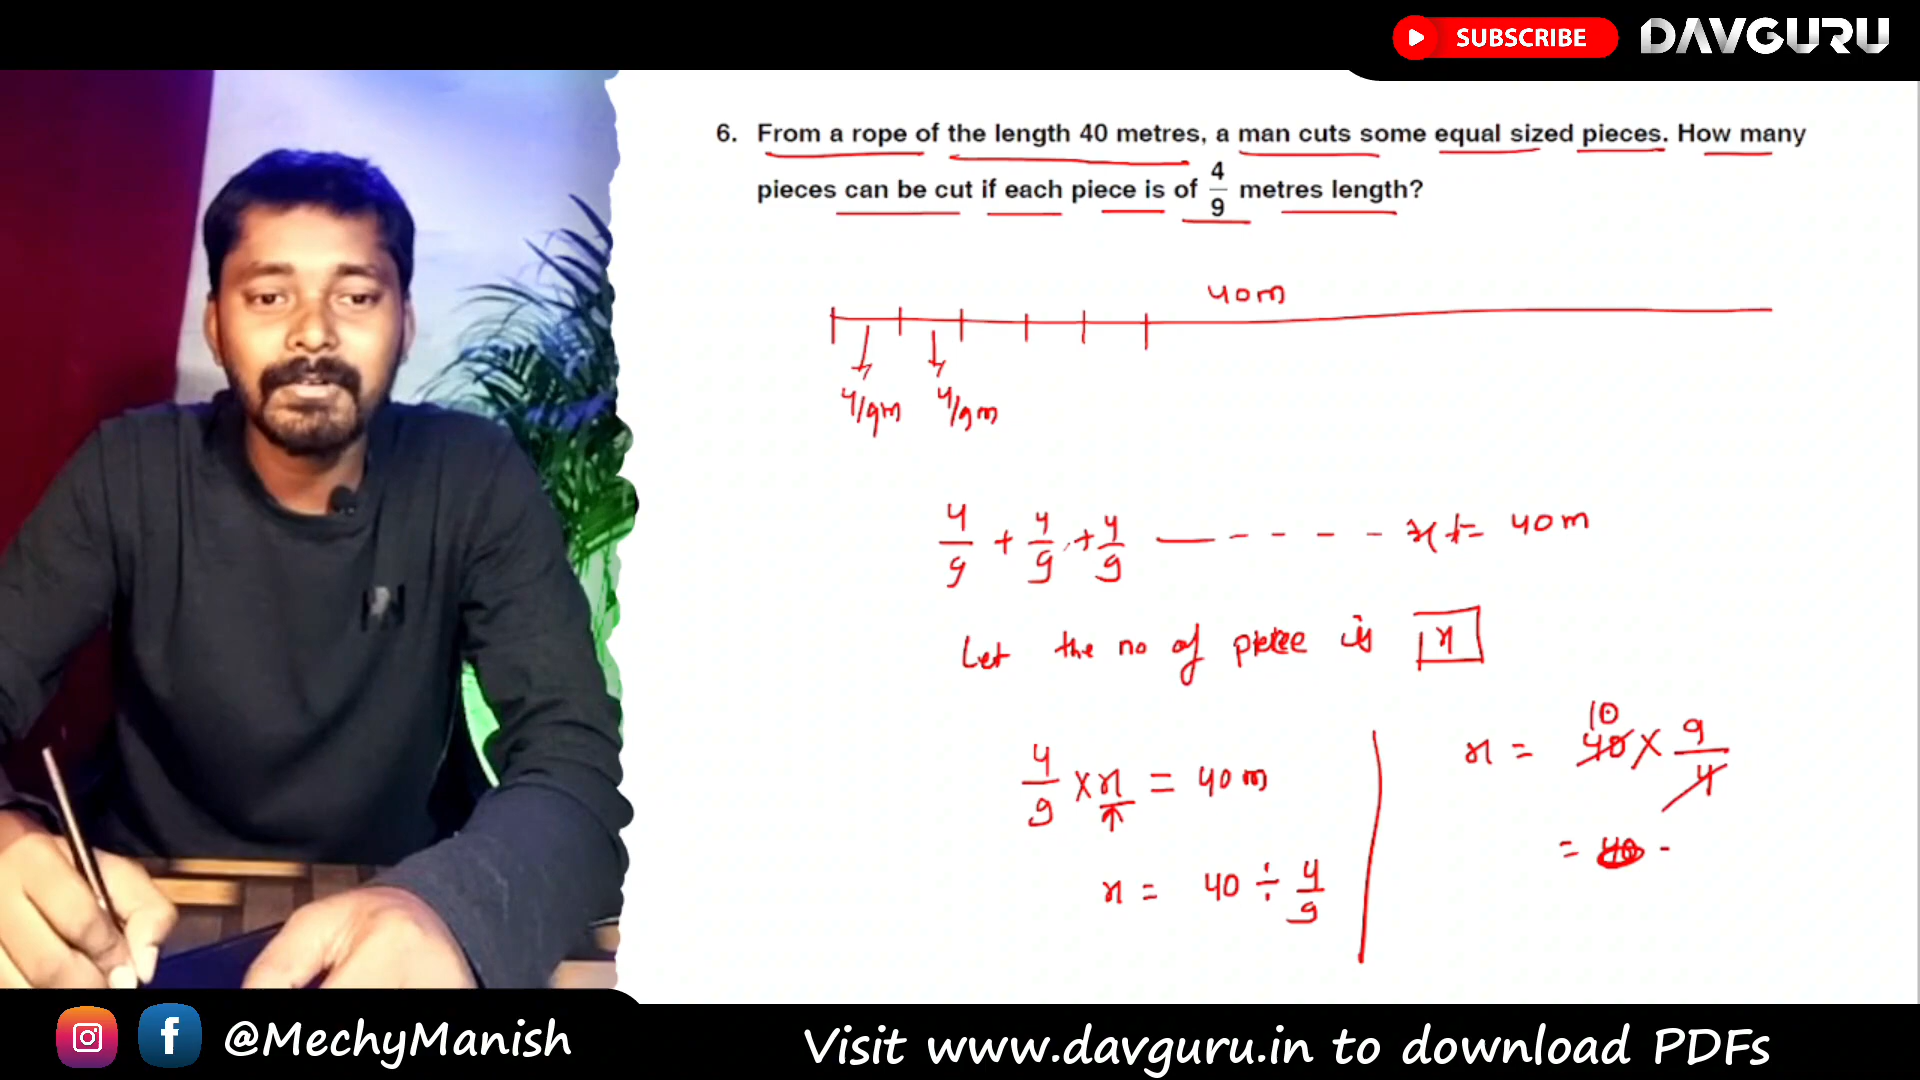 SUBSCRIBE DAVGURU
6. From a rope of the length 40 metres, a man cuts some equal sized pieces. How many
pieces can be cut if each piece is of 4/9 metres length?
40m
4/9m 4/9m
4/9 + 4/9 + 4/9 — - - - - = 40m
Let the no of piece is x
4/9 × x = 40m
x = 40 ÷ 4/9
10
x = 40 × 9/4
= -
@MechyManish
Visit www.davguru.in to download PDFs